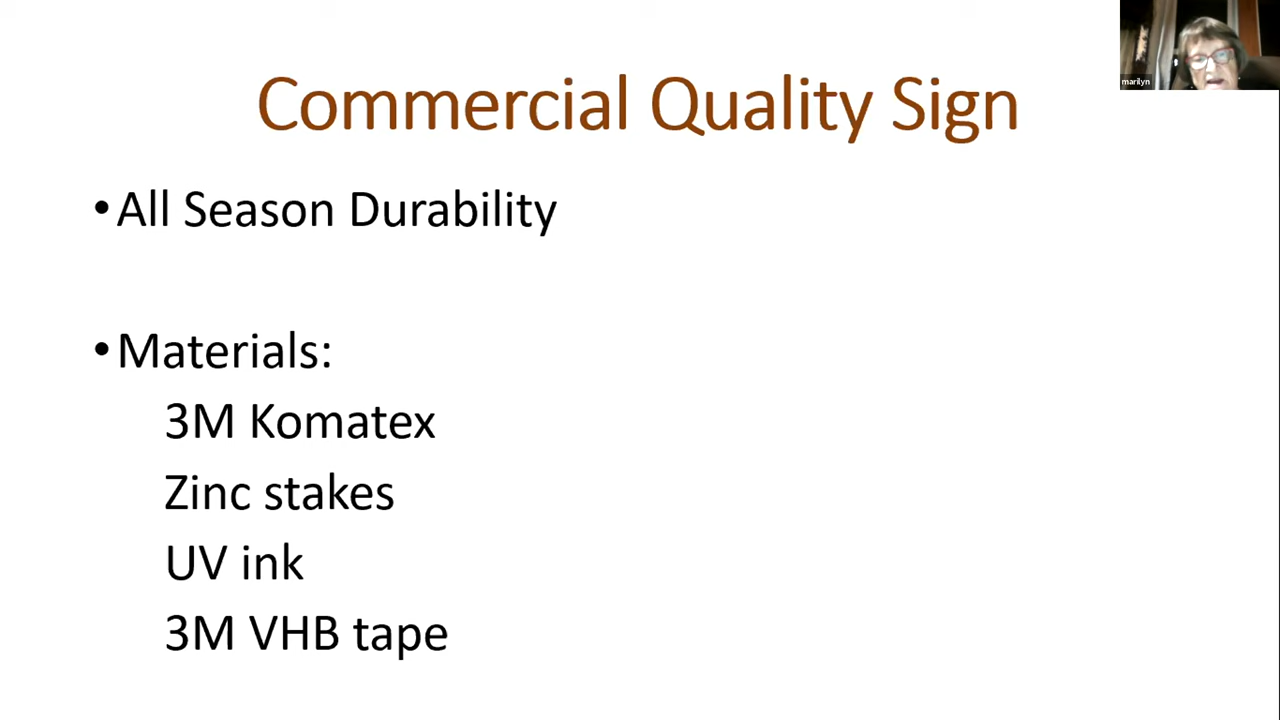 Commercial Quality Sign
marilyn
•All Season Durability
•Materials:
3M Komatex
Zinc stakes
UV ink
3M VHB tape